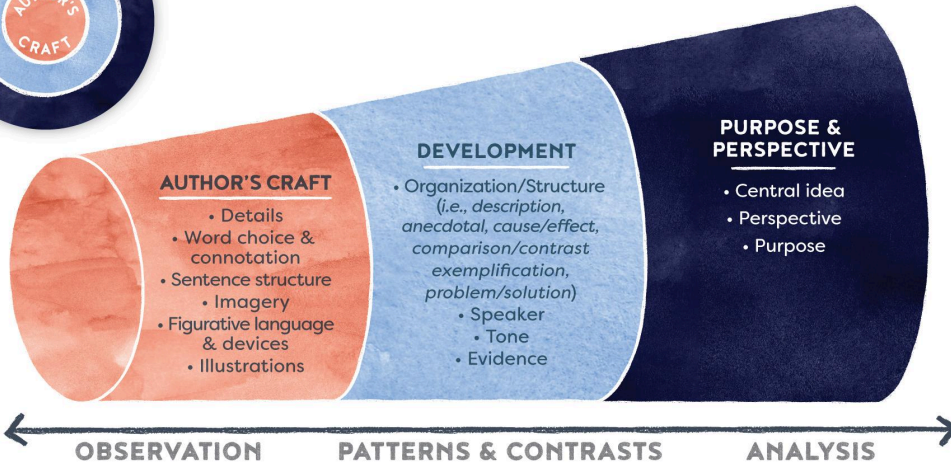 AUTHOR'S
CRAFT
AUTHOR'S CRAFT
• Details
• Word choice &
connotation
• Sentence structure
• Imagery
• Figurative language
& devices
• Illustrations
DEVELOPMENT
• Organization/Structure
(i.e., description,
anecdotal, cause/effect,
comparison/contrast
exemplification,
problem/solution)
• Speaker
• Tone
• Evidence
PURPOSE &
PERSPECTIVE
• Central idea
• Perspective
• Purpose
OBSERVATION
PATTERNS & CONTRASTS
ANALYSIS